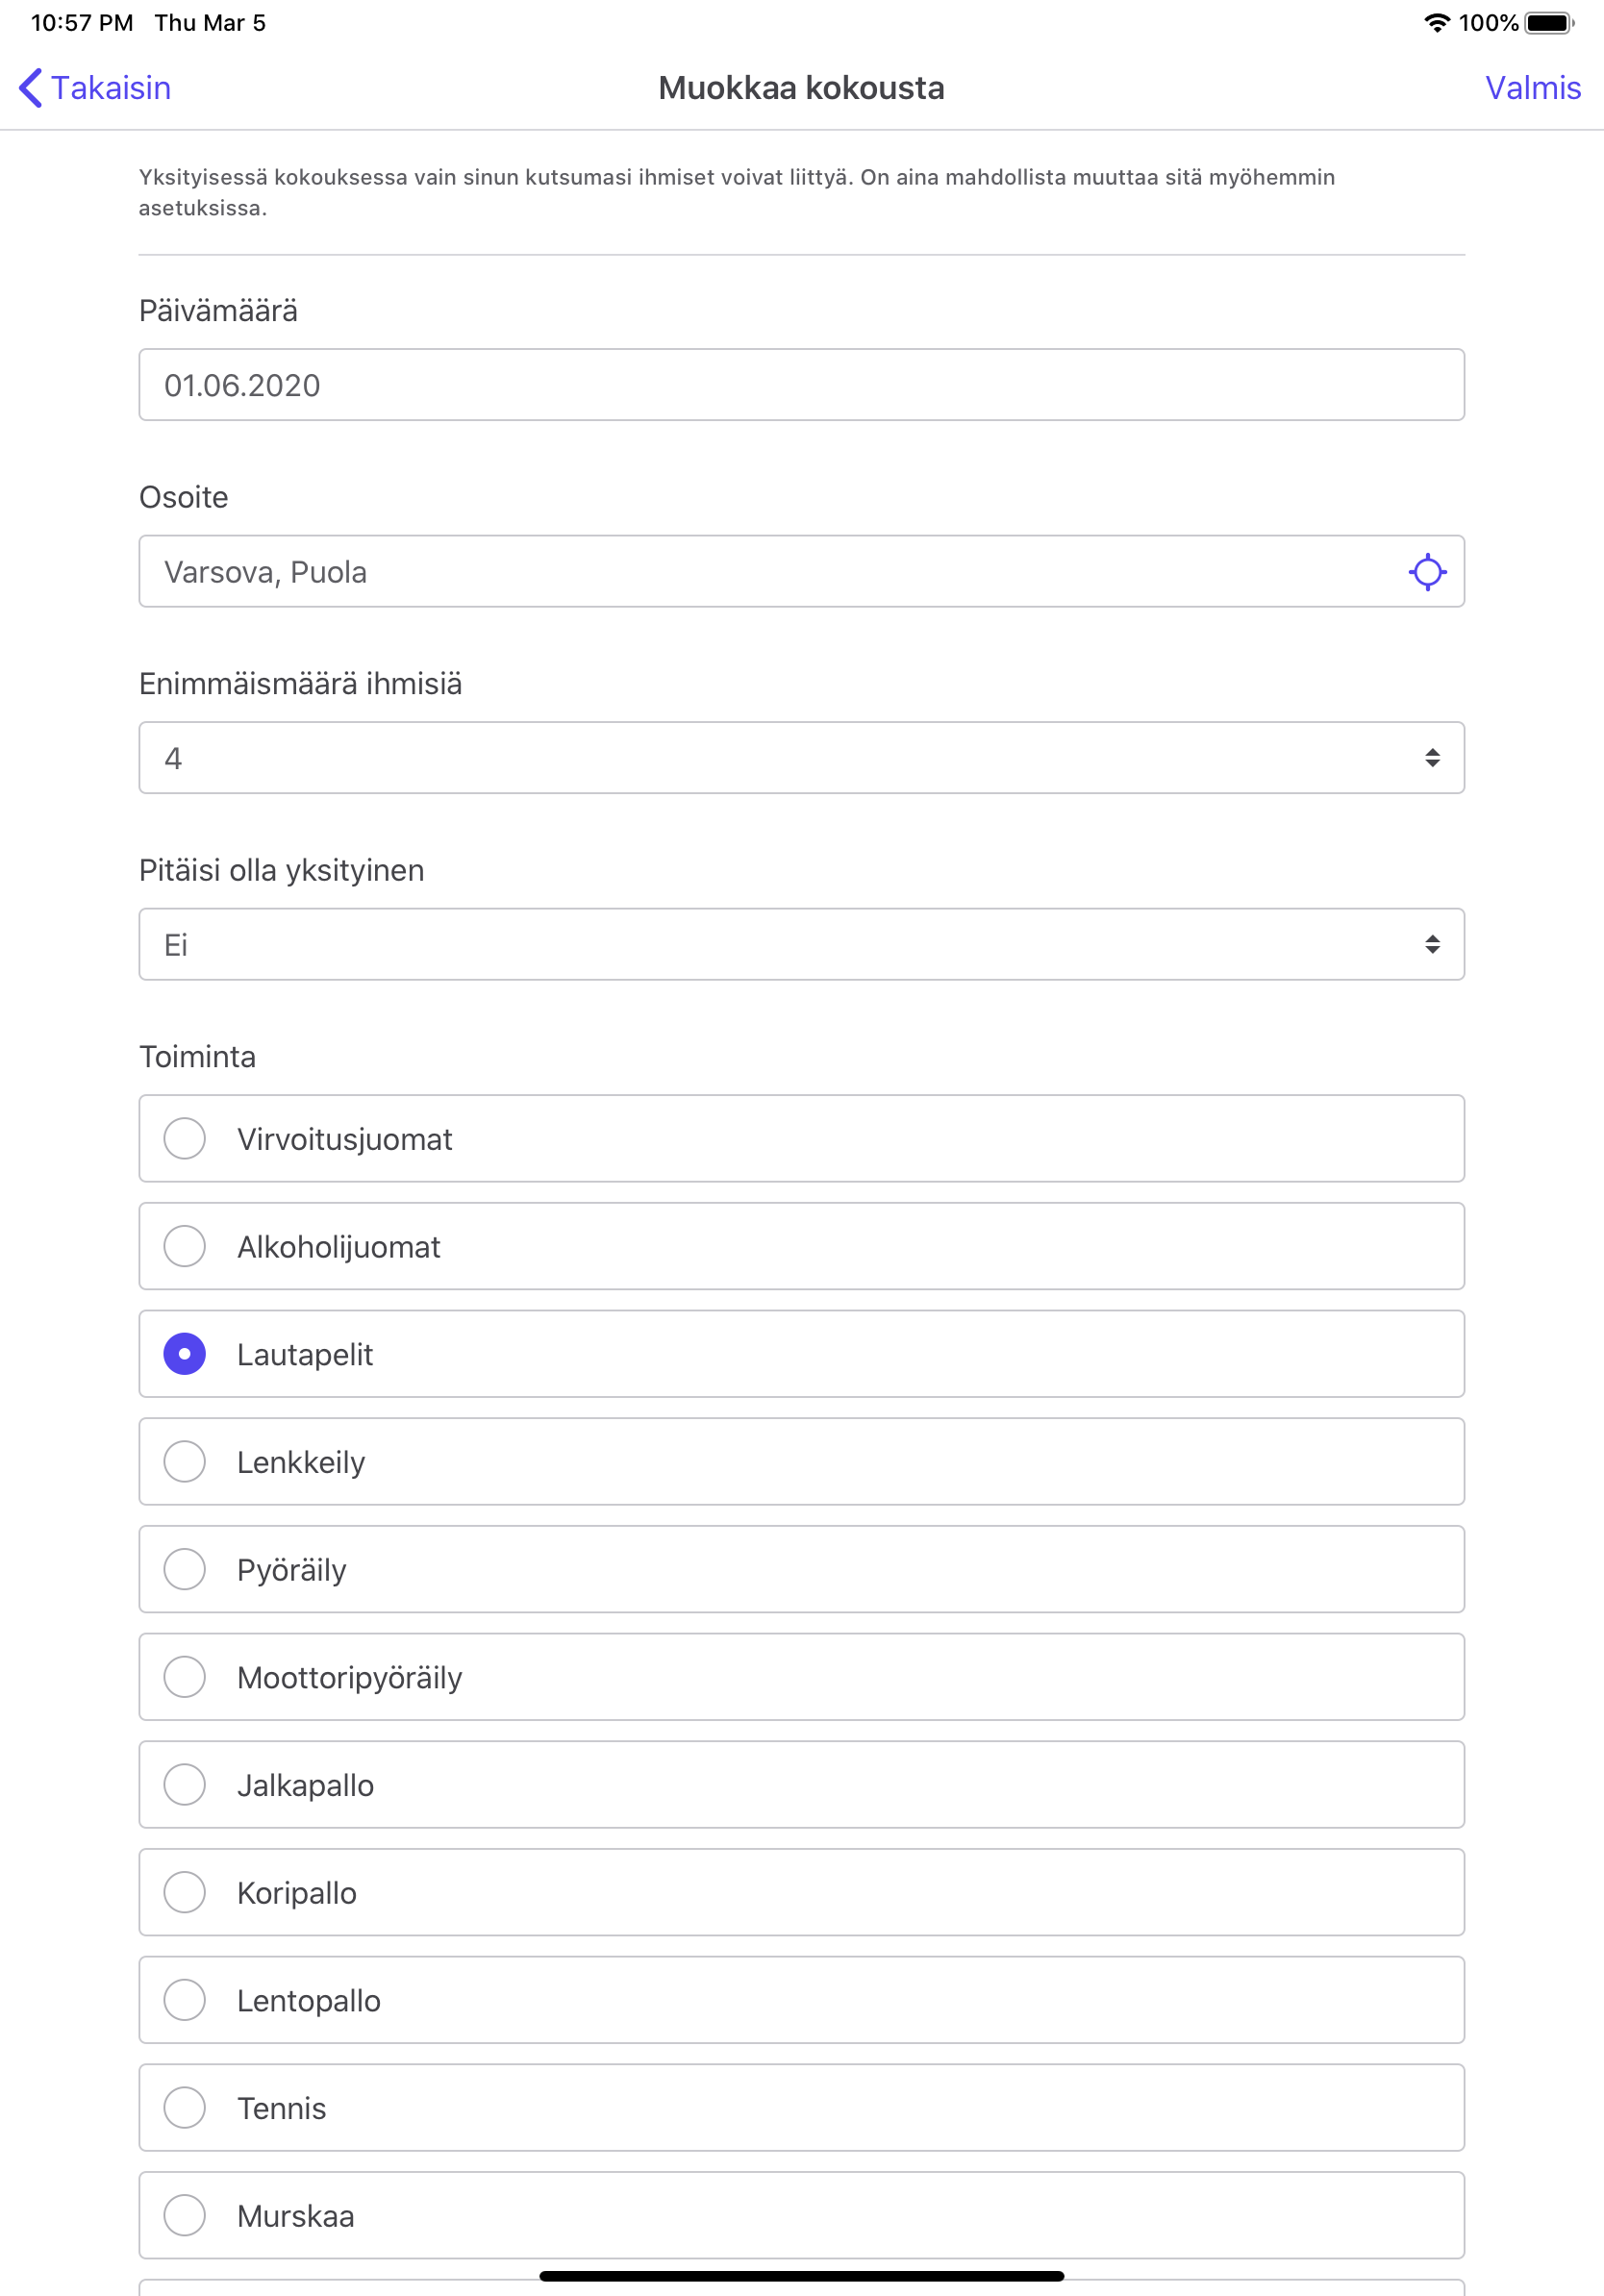 10:57 PM Thu Mar 5 100%
Takaisin Muokkaa kokousta Valmis
Yksityisessä kokouksessa vain sinun kutsumasi ihmiset voivat liittyä. On aina mahdollista muuttaa sitä myöhemmin
asetuksissa.
Päivämäärä
01.06.2020
Osoite
Varsova, Puola
Enimmäismäärä ihmisiä
4
Pitäisi olla yksityinen
Ei
Toiminta
Virvoitusjuomat
Alkoholijuomat
Lautapelit
Lenkkeily
Pyöräily
Moottoripyöräily
Jalkapallo
Koripallo
Lentopallo
Tennis
Murskaa